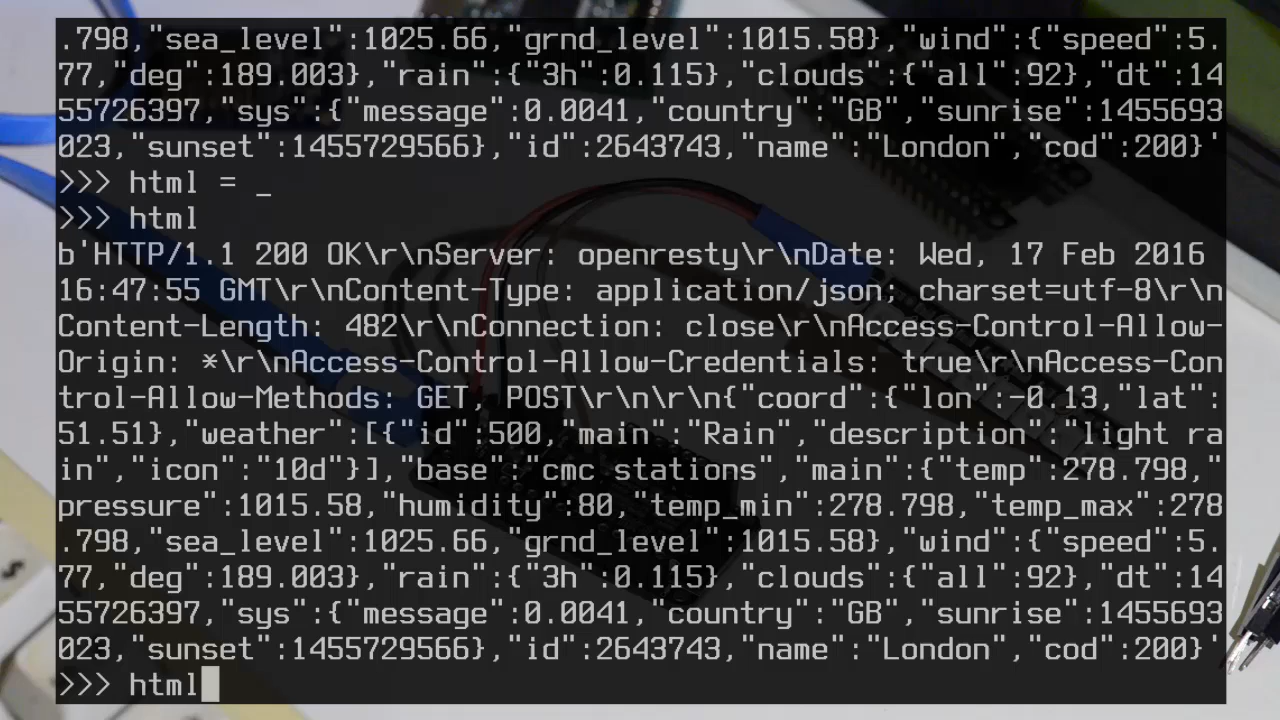 .798,"sea_level":1025.66,"grnd_level":1015.58},"wind":{"speed":5.
77,"deg":189.003},"rain":{"3h":0.115},"clouds":{"all":92},"dt":14
55726397,"sys":{"message":0.0041,"country":"GB","sunrise":1455693
023,"sunset":1455729566},"id":2643743,"name":"London","cod":200}'
>>> html = _
>>> html
b'HTTP/1.1 200 OK\r\nServer: openresty\r\nDate: Wed, 17 Feb 2016
16:47:55 GMT\r\nContent-Type: application/json; charset=utf-8\r\n
Content-Length: 482\r\nConnection: close\r\nAccess-Control-Allow-
Origin: *\r\nAccess-Control-Allow-Credentials: true\r\nAccess-Con
trol-Allow-Methods: GET, POST\r\n\r\n{"coord":{"lon":-0.13,"lat":
51.51},"weather":[{"id":500,"main":"Rain","description":"light ra
in","icon":"10d"}],"base":"cmc stations","main":{"temp":278.798,"
pressure":1015.58,"humidity":80,"temp_min":278.798,"temp_max":278
.798,"sea_level":1025.66,"grnd_level":1015.58},"wind":{"speed":5.
77,"deg":189.003},"rain":{"3h":0.115},"clouds":{"all":92},"dt":14
55726397,"sys":{"message":0.0041,"country":"GB","sunrise":1455693
023,"sunset":1455729566},"id":2643743,"name":"London","cod":200}'
>>> html